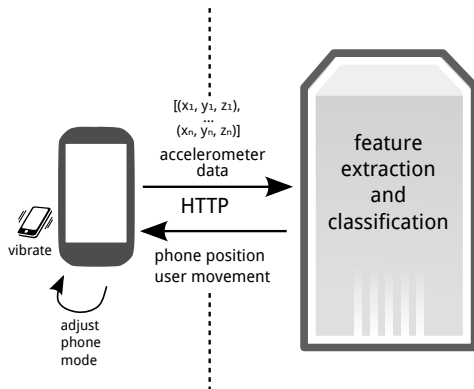 [(x₁, y₁, z₁),
...
(xₙ, yₙ, zₙ)]
accelerometer
data
HTTP
phone position
user movement
vibrate
adjust
phone
mode
feature
extraction
and
classification